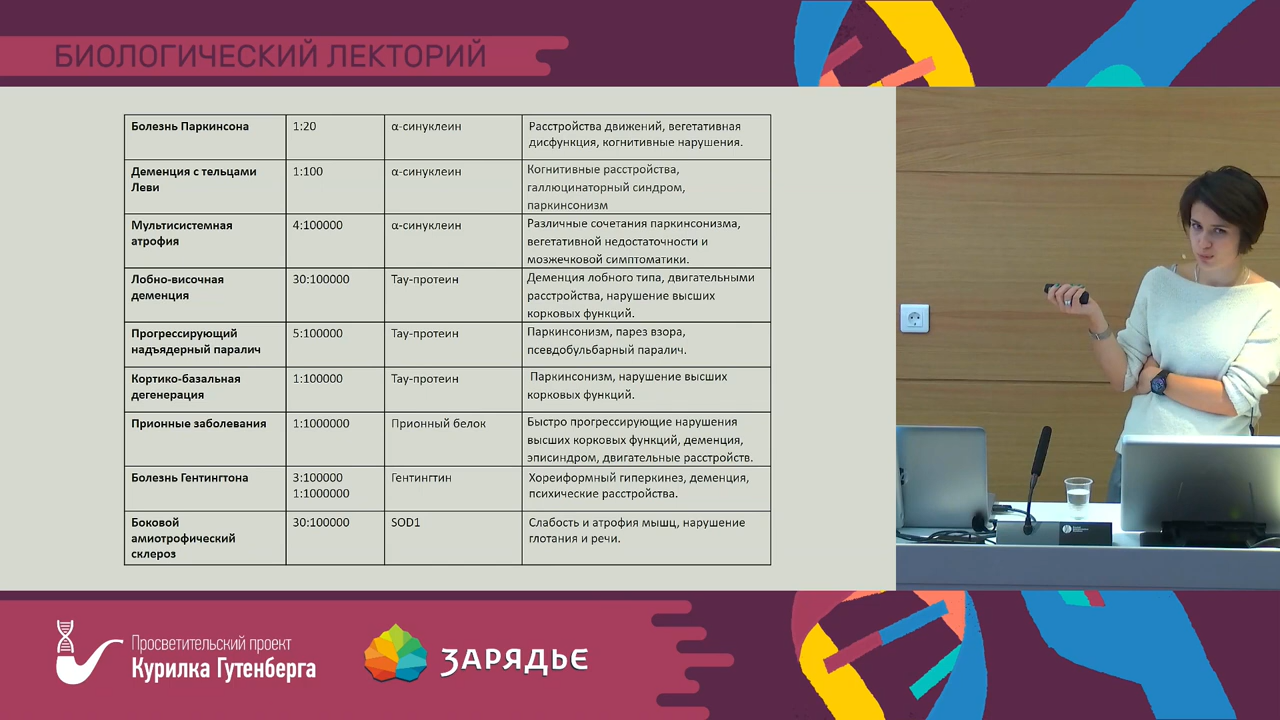 БИОЛОГИЧЕСКИЙ ЛЕКТОРИЙ
Болезнь Паркинсона
1:20
α-синуклеин
Расстройства движений, вегетативная
дисфункция, когнитивные нарушения.
Деменция с тельцами
Леви
1:100
α-синуклеин
Когнитивные расстройства,
галлюцинаторный синдром,
паркинсонизм
Мультисистемная
атрофия
4:100000
α-синуклеин
Различные сочетания паркинсонизма,
вегетативной недостаточности и
мозжечковой симптоматики.
Лобно-височная
деменция
30:100000
Тау-протеин
Деменция лобного типа, двигательными
расстройства, нарушение высших
корковых функций.
Прогрессирующий
надъядерный паралич
5:100000
Тау-протеин
Паркинсонизм, парез взора,
псевдобульбарный паралич.
Кортико-базальная
дегенерация
1:100000
Тау-протеин
Паркинсонизм, нарушение высших
корковых функций.
Прионные заболевания
1:1000000
Прионный белок
Быстро прогрессирующие нарушения
высших корковых функций, деменция,
эписиндром, двигательные расстройств.
Болезнь Гентингтона
3:100000
1:1000000
Гентингтин
Хореиформный гиперкинез, деменция,
психические расстройства.
Боковой
амиотрофический
склероз
30:100000
SOD1
Слабость и атрофия мышц, нарушение
глотания и речи.
Просветительский проект
Курилка Гутенберга
ЗАРЯДЬЕ